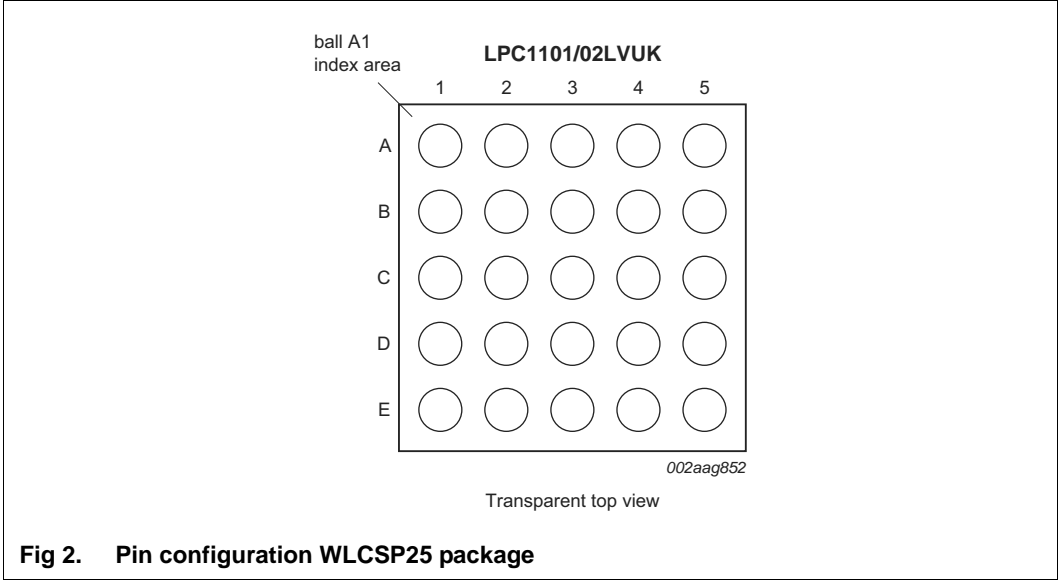 ball A1
index area
LPC1101/02LVUK
1 2 3 4 5
A
B
C
D
E
002aag852
Transparent top view
Fig 2. Pin configuration WLCSP25 package